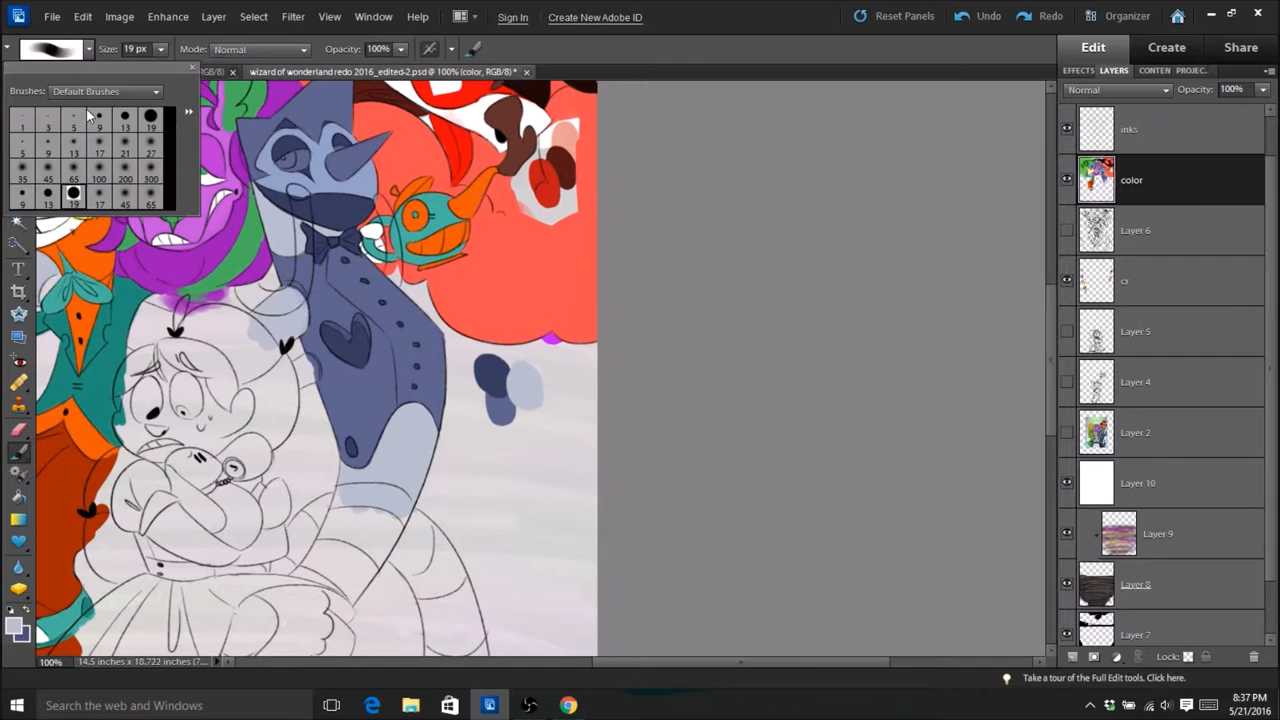 File Edit Image Enhance Layer Select Filter View Window Help Sign In Create New Adobe ID Reset Panels Undo Redo Organizer
Size: 19 px Mode: Normal Opacity: 100% Edit Create Share
RGB/8) wizard of wonderland redo 2016_edited-2.psd @ 100% (color, RGB/8) * EFFECTS LAYERS CONTEN PROJEC.
Brushes: Default Brushes Normal Opacity: 100%
1 3 5 9 13 19
5 9 13 17 21 27
35 45 65 100 200 300
9 13 19 17 45 65
inks
color
Layer 6
cr
Layer 5
Layer 4
Layer 2
Layer 10
Layer 9
Layer 8
Layer 7
100% 14.5 inches x 18.722 inches (7... Lock:
Take a tour of the Full Edit tools. Click here.
Search the web and Windows
8:37 PM
5/21/2016